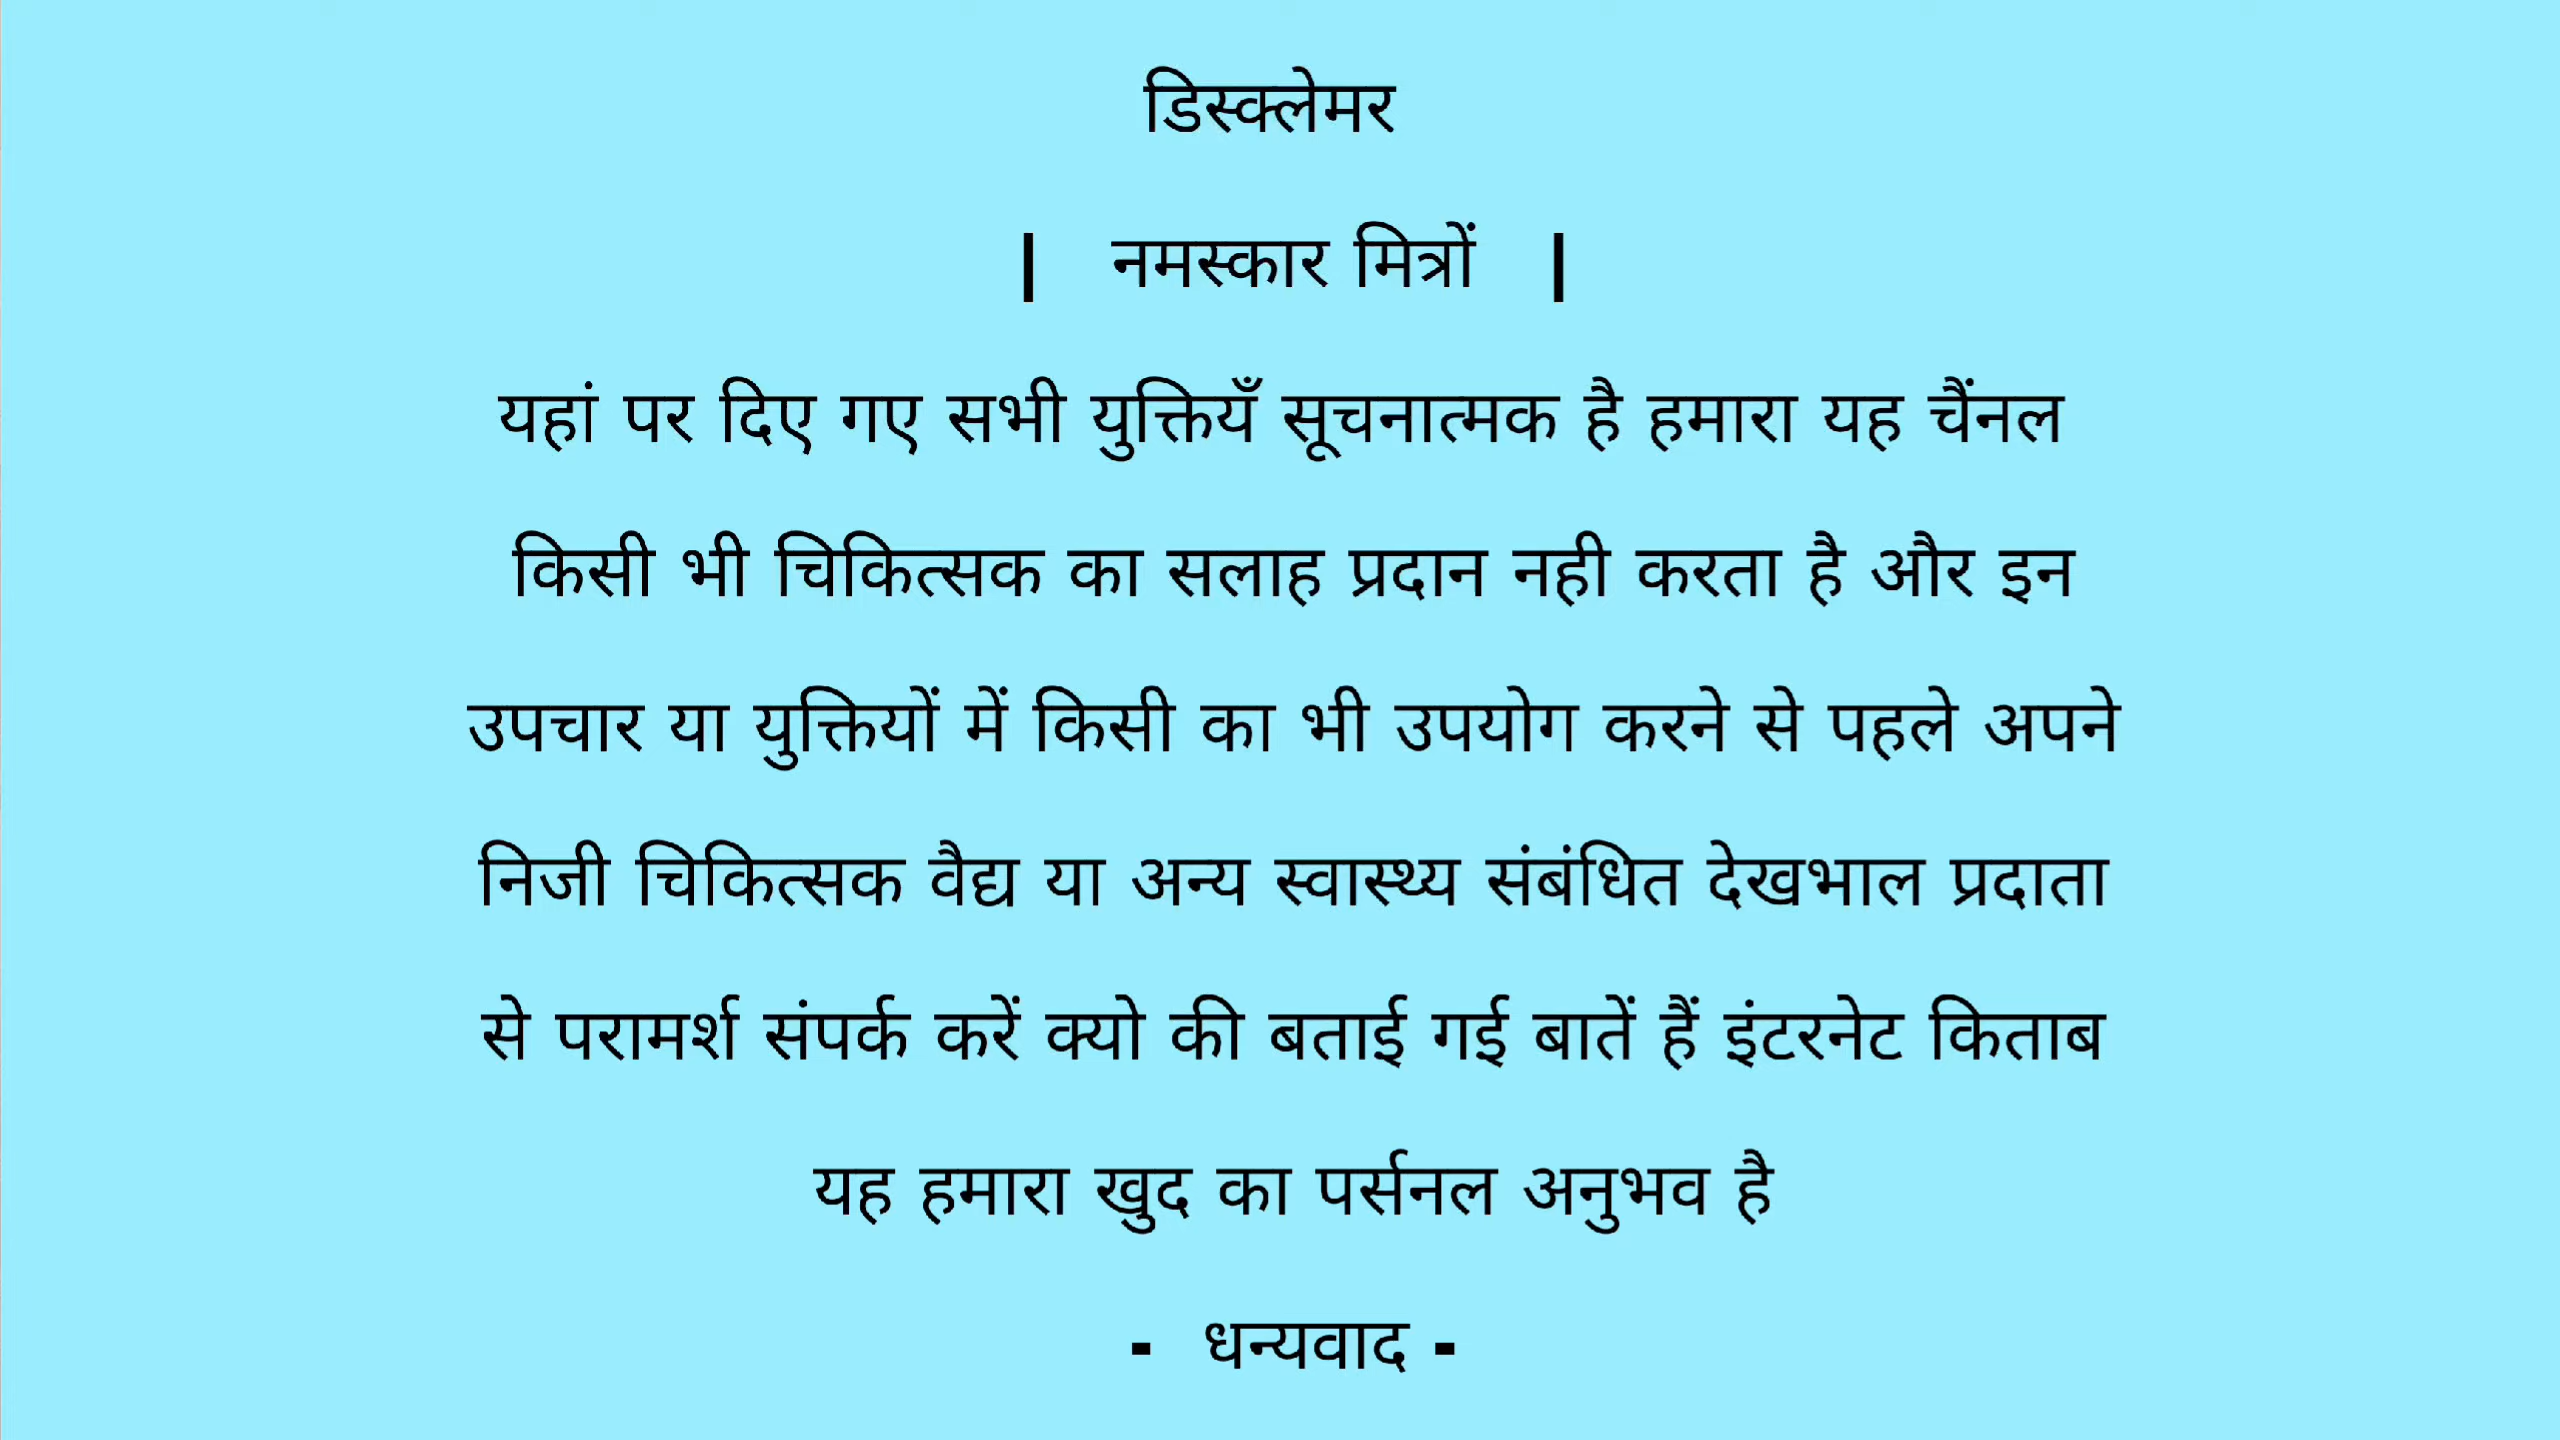 डिस्क्लेमर
| नमस्कार मित्रों |
यहां पर दिए गए सभी युक्तियँ सूचनात्मक है हमारा यह चैंनल
किसी भी चिकित्सक का सलाह प्रदान नही करता है और इन
उपचार या युक्तियों में किसी का भी उपयोग करने से पहले अपने
निजी चिकित्सक वैद्य या अन्य स्वास्थ्य संबंधित देखभाल प्रदाता
से परामर्श संपर्क करें क्यो की बताई गई बातें हैं इंटरनेट किताब
यह हमारा खुद का पर्सनल अनुभव है
- धन्यवाद -